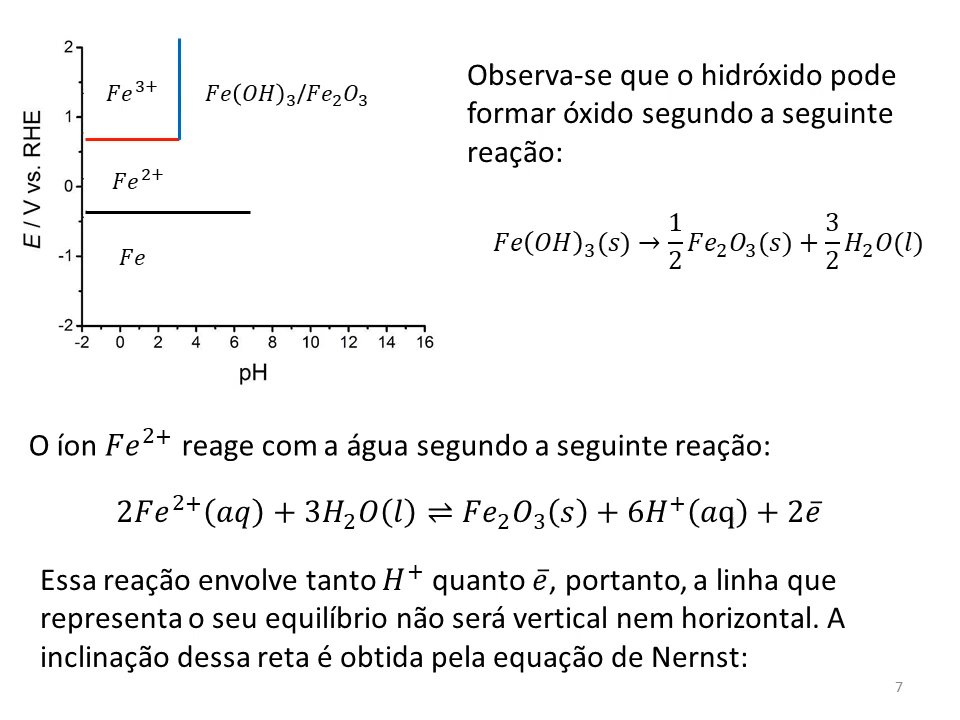 Observa-se que o hidróxido pode
formar óxido segundo a seguinte
reação:
Fe(OH)₃(s) → 1/2 Fe₂O₃(s) + 3/2 H₂O(l)
E / V vs. RHE
2
1
0
-1
-2
Fe³⁺
Fe(OH)₃/Fe₂O₃
Fe²⁺
Fe
-2 0 2 4 6 8 10 12 14 16
pH
O íon Fe²⁺ reage com a água segundo a seguinte reação:
2Fe²⁺(aq) + 3H₂O(l) ⇌ Fe₂O₃(s) + 6H⁺(aq) + 2ē
Essa reação envolve tanto H⁺ quanto ē, portanto, a linha que
representa o seu equilíbrio não será vertical nem horizontal. A
inclinação dessa reta é obtida pela equação de Nernst:
7